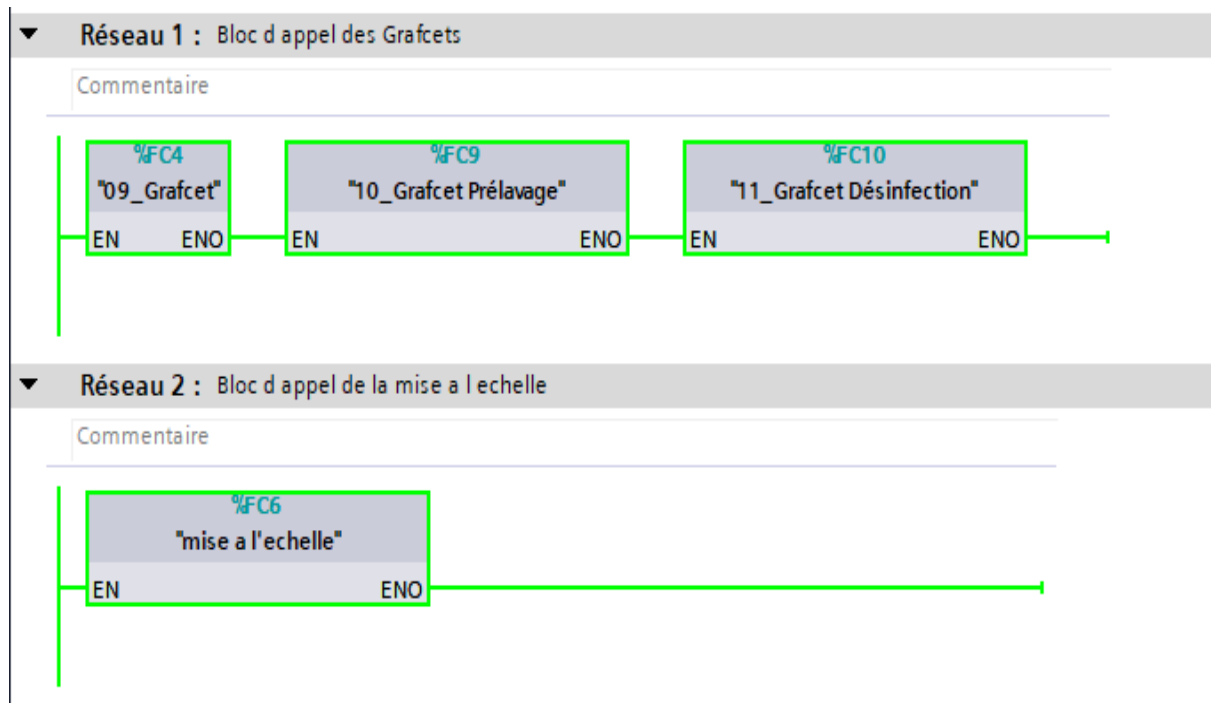 Réseau 1 : Bloc d appel des Grafcets
Commentaire
%FC4 %FC9 %FC10
"09_Grafcet" "10_Grafcet Prélavage" "11_Grafcet Désinfection"
EN ENO EN ENO EN ENO
Réseau 2 : Bloc d appel de la mise a l echelle
Commentaire
%FC6
"mise a l'echelle"
EN ENO